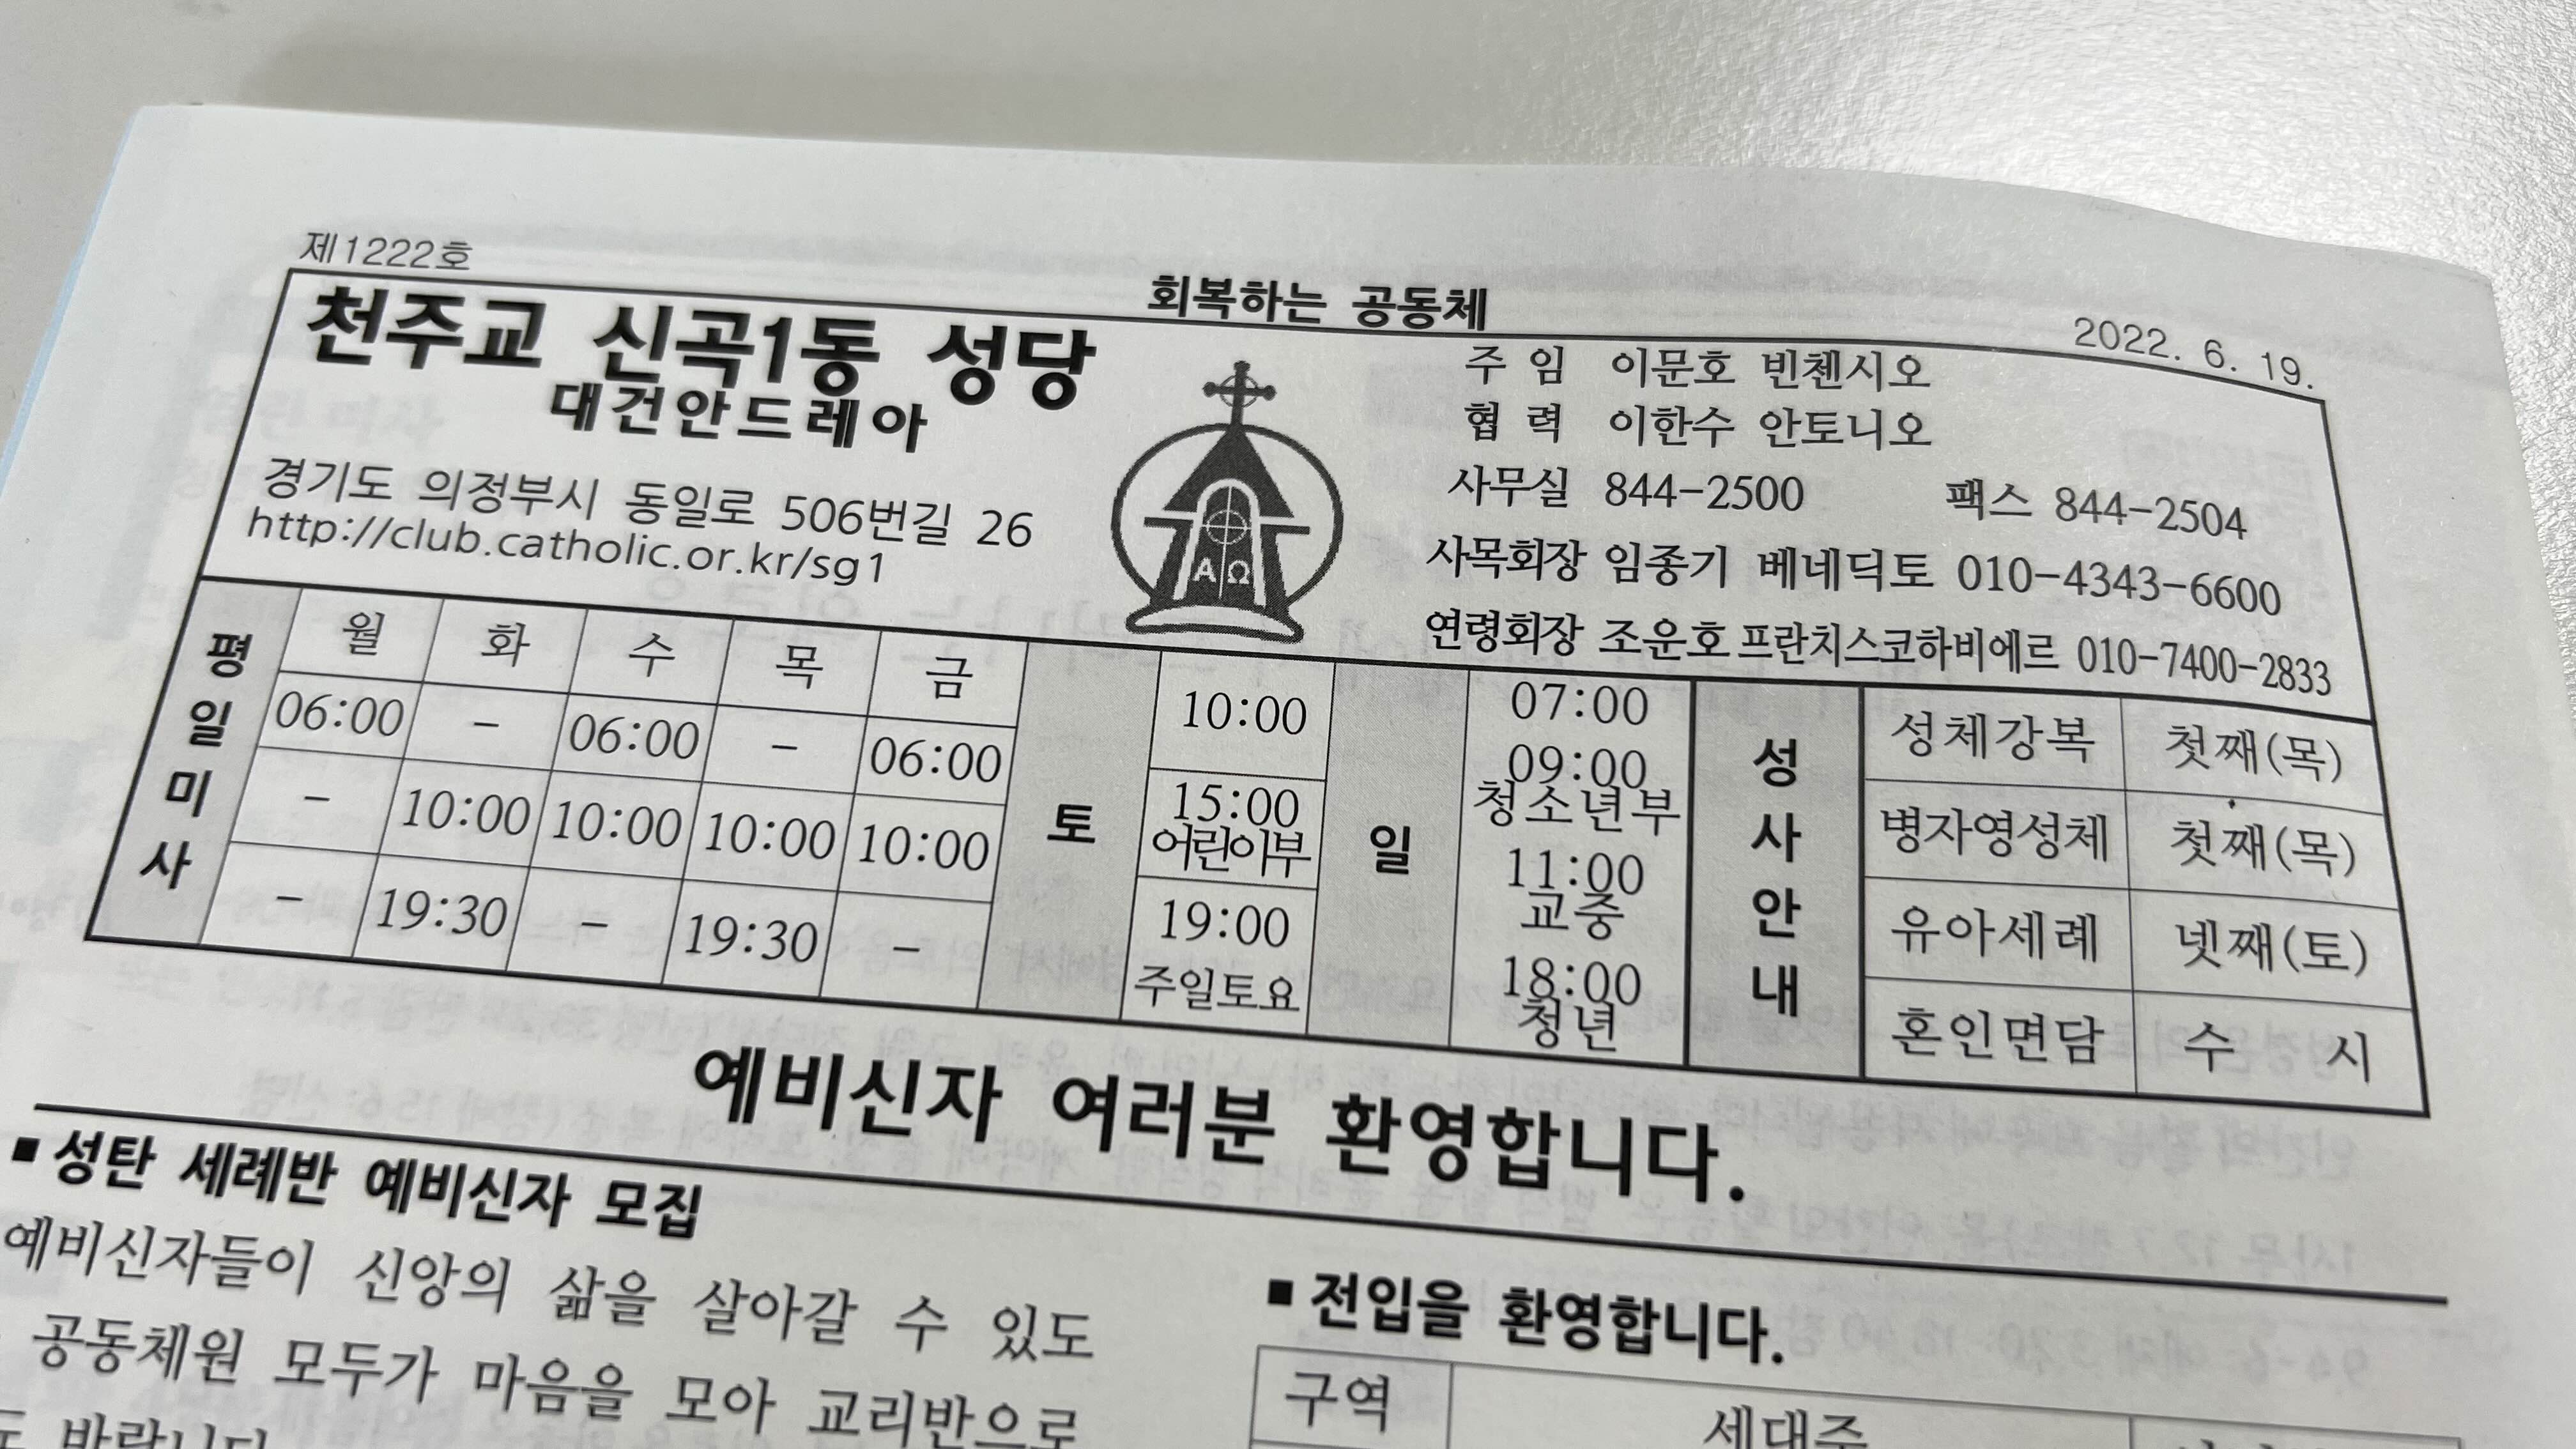 제1222호
회복하는 공동체
2022. 6. 19.
천주교 신곡1동 성당
대건안드레아
경기도 의정부시 동일로 506번길 26
http://club.catholic.or.kr/sg1
Α Ω
주 임 이문호 빈첸시오
협 력 이한수 안토니오
사무실 844-2500 팩스 844-2504
사목회장 임종기 베네딕토 010-4343-6600
연령회장 조운호 프란치스코하비에르 010-7400-2833
평일미사
월 화 수 목 금
06:00 - 06:00 - 06:00
- 10:00 10:00 10:00 10:00
- 19:30 - 19:30 -
토
10:00
15:00
어린이부
19:00
주일토요
일
07:00
09:00
청소년부
11:00
교중
18:00
청년
성사안내
성체강복 첫째(목)
병자영성체 첫째(목)
유아세례 넷째(토)
혼인면담 수 시
예비신자 여러분 환영합니다.
■ 성탄 세례반 예비신자 모집
예비신자들이 신앙의 삶을 살아갈 수 있도
공동체원 모두가 마음을 모아 교리반으로
바랍니다
■ 전입을 환영합니다.
구역 세대주